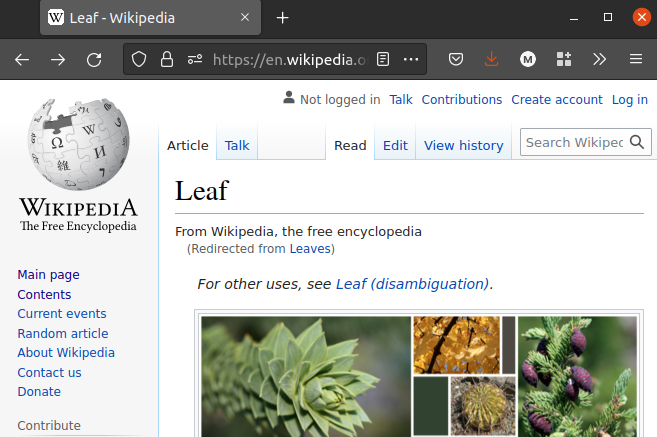 Leaf - Wikipedia
https://en.wikipedia.o
Not logged in Talk Contributions Create account Log in
Article Talk Read Edit View history Search Wikiped
WIKIPEDIA
The Free Encyclopedia
Leaf
From Wikipedia, the free encyclopedia
(Redirected from Leaves)
For other uses, see Leaf (disambiguation).
Main page
Contents
Current events
Random article
About Wikipedia
Contact us
Donate
Contribute